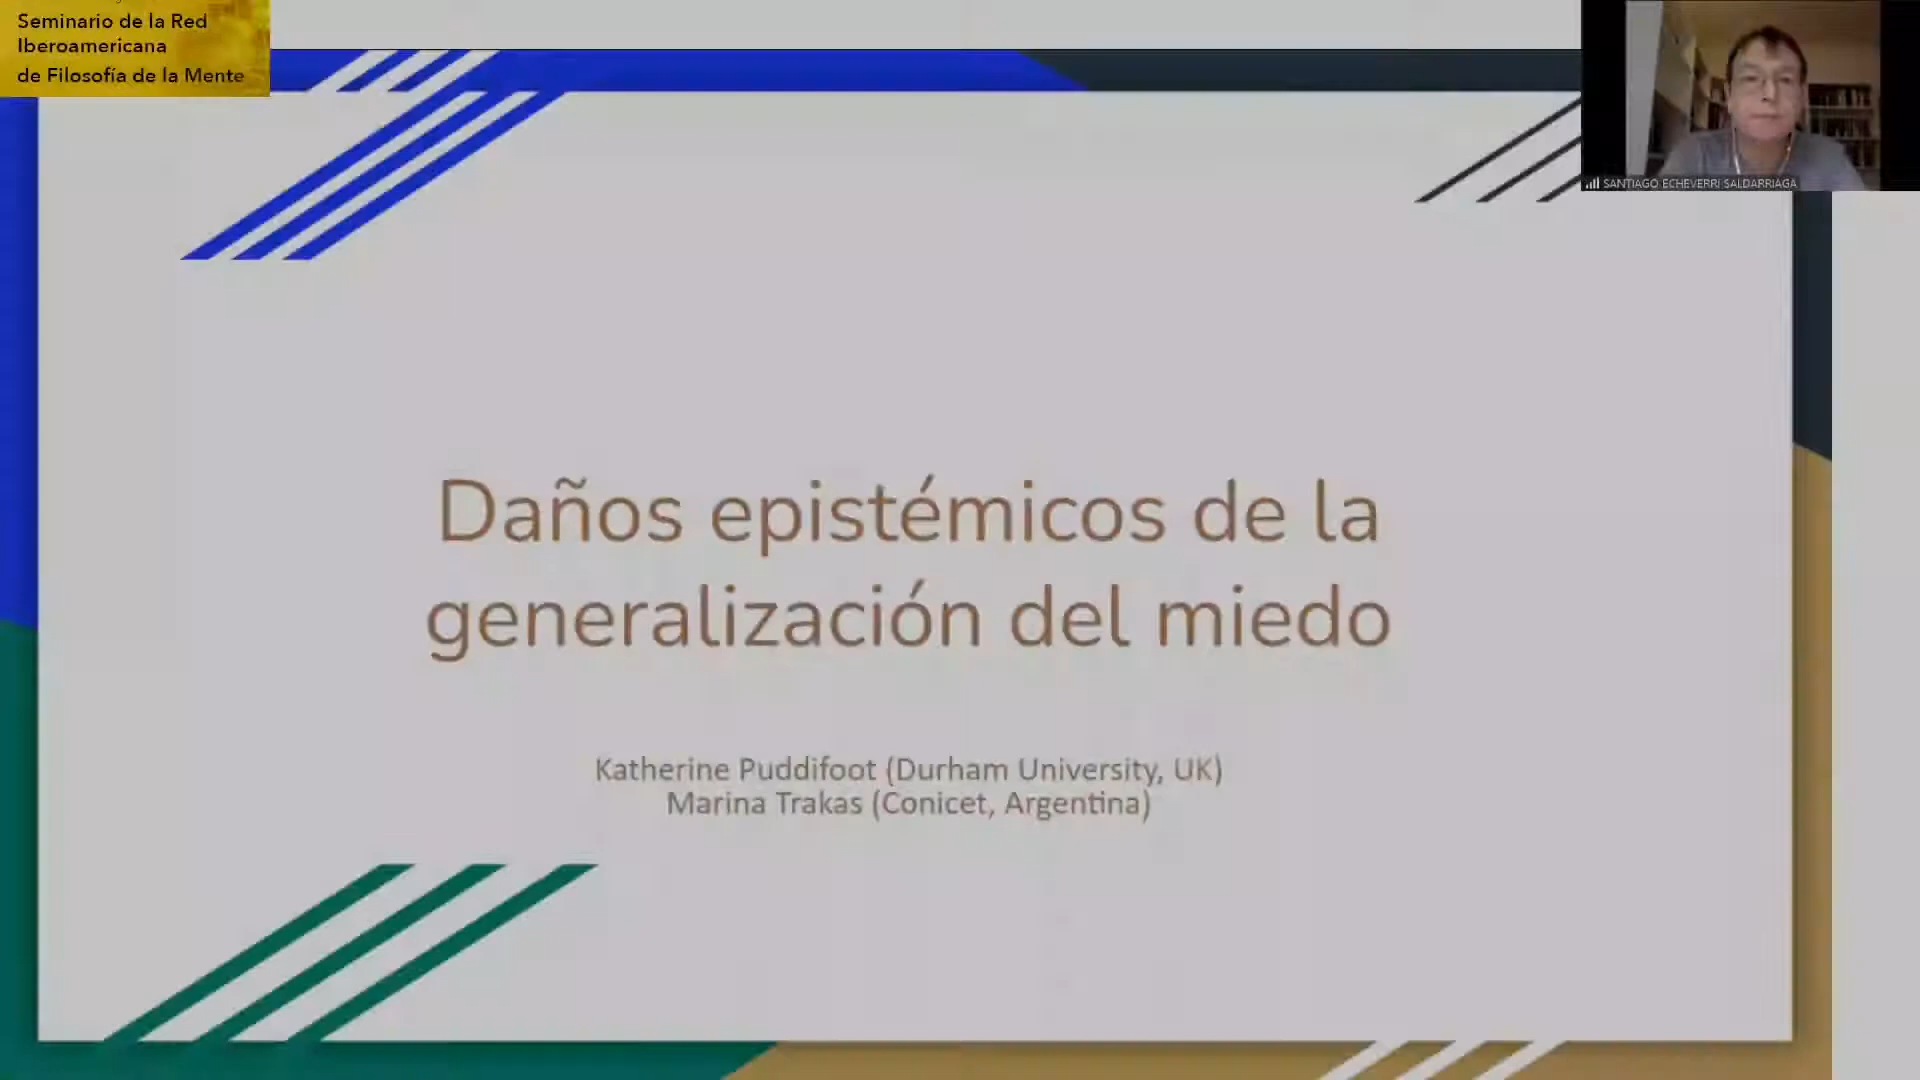 Seminario de la Red
Iberoamericana
de Filosofía de la Mente
SANTIAGO ECHEVERRI SALDARRIAGA
Daños epistémicos de la
generalización del miedo
Katherine Puddifoot (Durham University, UK)
Marina Trakas (Conicet, Argentina)